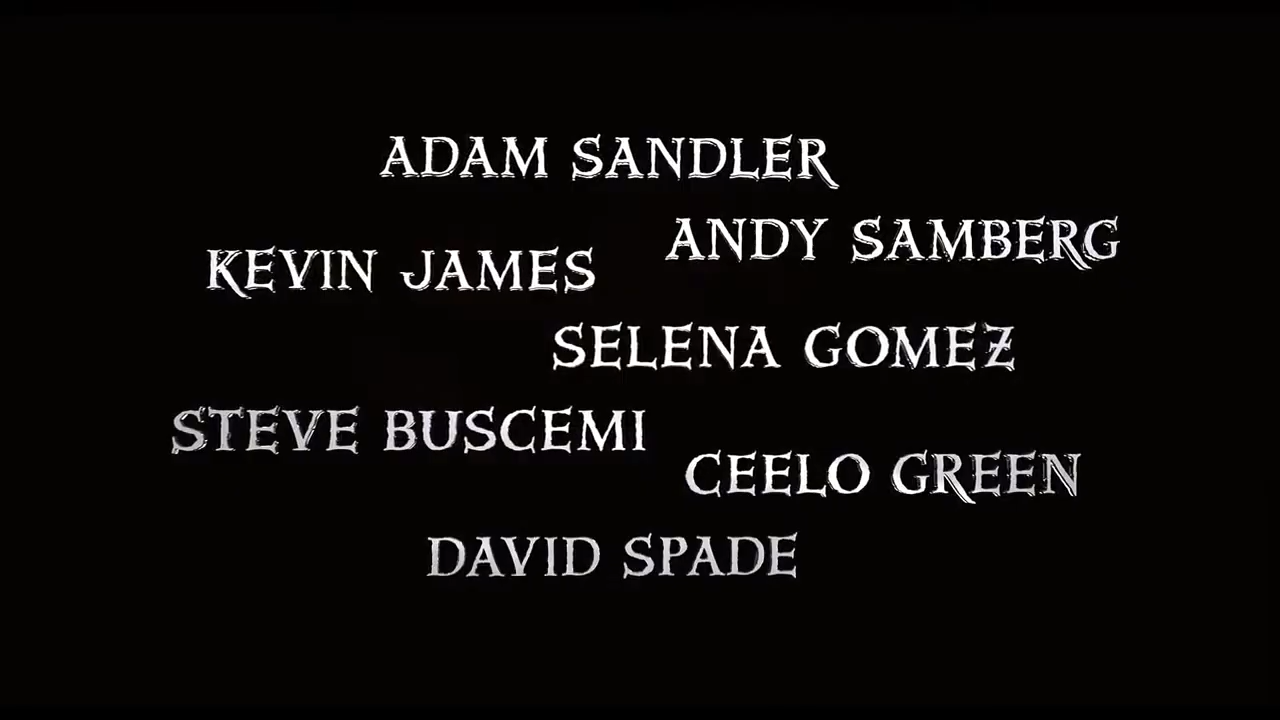 ADAM SANDLER
ANDY SAMBERG
KEVIN JAMES
SELENA GOMEZ
STEVE BUSCEMI
CEELO GREEN
DAVID SPADE